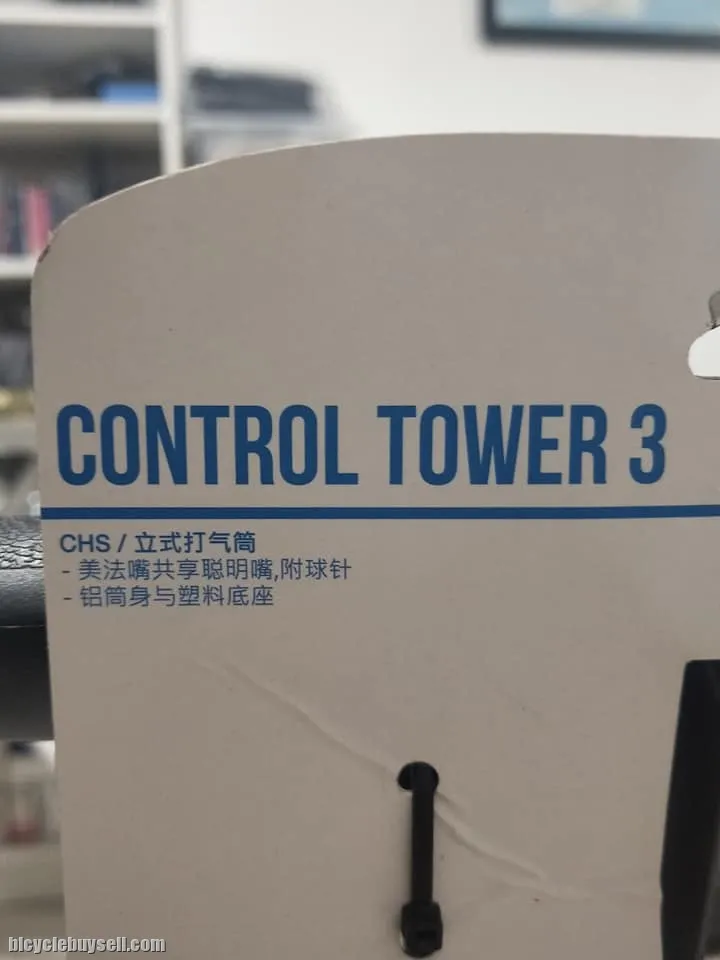 CONTROL TOWER 3
CHS / 立式打气筒
- 美法嘴共享聪明嘴,附球针
- 铝筒身与塑料底座
bicyclebuysell.com